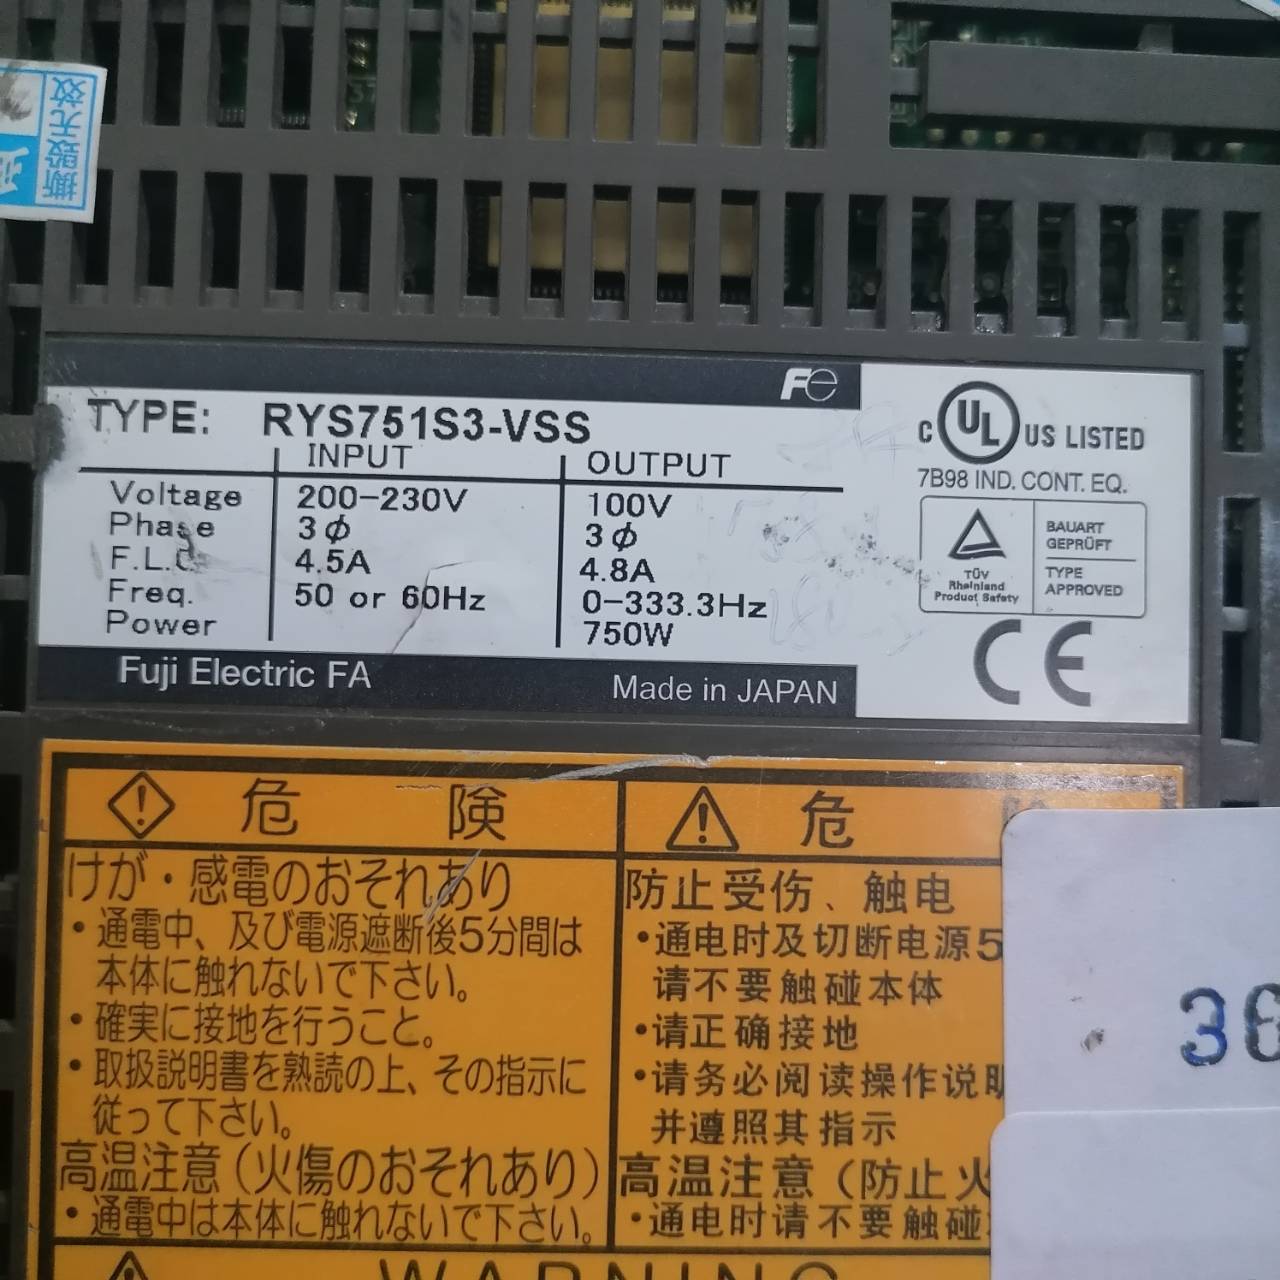 撕毁无效
Fe
TYPE: RYS751S3-VSS
INPUT OUTPUT
Voltage 200-230V 100V
Phase 3φ 3φ
F.L.C. 4.5A 4.8A
Freq. 50 or 60Hz 0-333.3Hz
Power 750W
Fuji Electric FA Made in JAPAN
C UL US LISTED
7B98 IND. CONT. EQ.
TÜV
Rheinland
Product Safety
BAUART
GEPRÜFT
TYPE
APPROVED
CE
危 険
けが・感電のおそれあり
・通電中、及び電源遮断後5分間は
本体に触れないで下さい。
・確実に接地を行うこと。
・取扱説明書を熟読の上、その指示に
従って下さい。
高温注意(火傷のおそれあり)
・通電中は本体に触れないで下さい。
危
防止受伤、触电
・通电时及切断电源5
请不要触碰本体
・请正确接地
・请务必阅读操作说明
并遵照其指示
高温注意(防止火
・通电时请不要触碰
WARNING